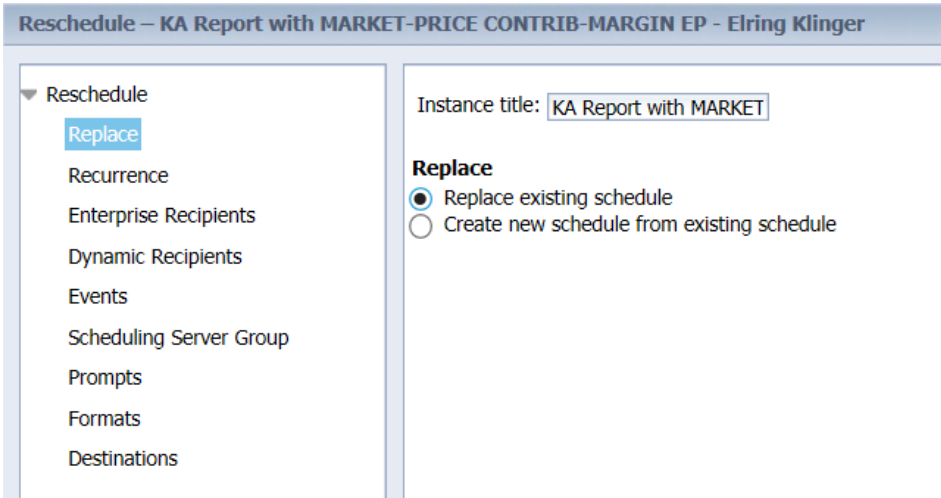 Reschedule – KA Report with MARKET-PRICE CONTRIB-MARGIN EP - Elring Klinger
Reschedule
Replace
Recurrence
Enterprise Recipients
Dynamic Recipients
Events
Scheduling Server Group
Prompts
Formats
Destinations
Instance title: KA Report with MARKET
Replace
Replace existing schedule
Create new schedule from existing schedule